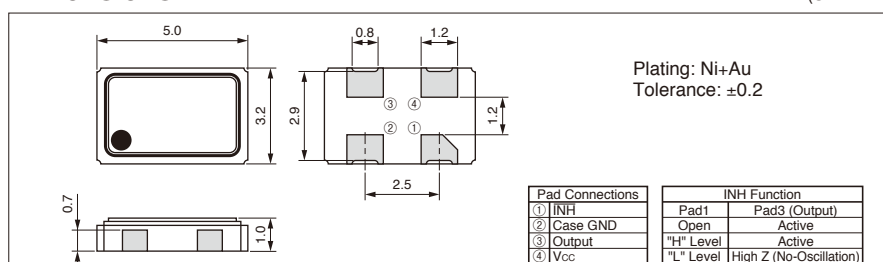 5.0
3.2
0.7
1.0
0.8
1.2
2.9
1.2
③ ④
② ①
2.5
Plating: Ni+Au
Tolerance: ±0.2
Pad Connections
① INH
② Case GND
③ Output
④ Vcc
INH Function
Pad1 Pad3 (Output)
Open Active
"H" Level Active
"L" Level High Z (No-Oscillation)